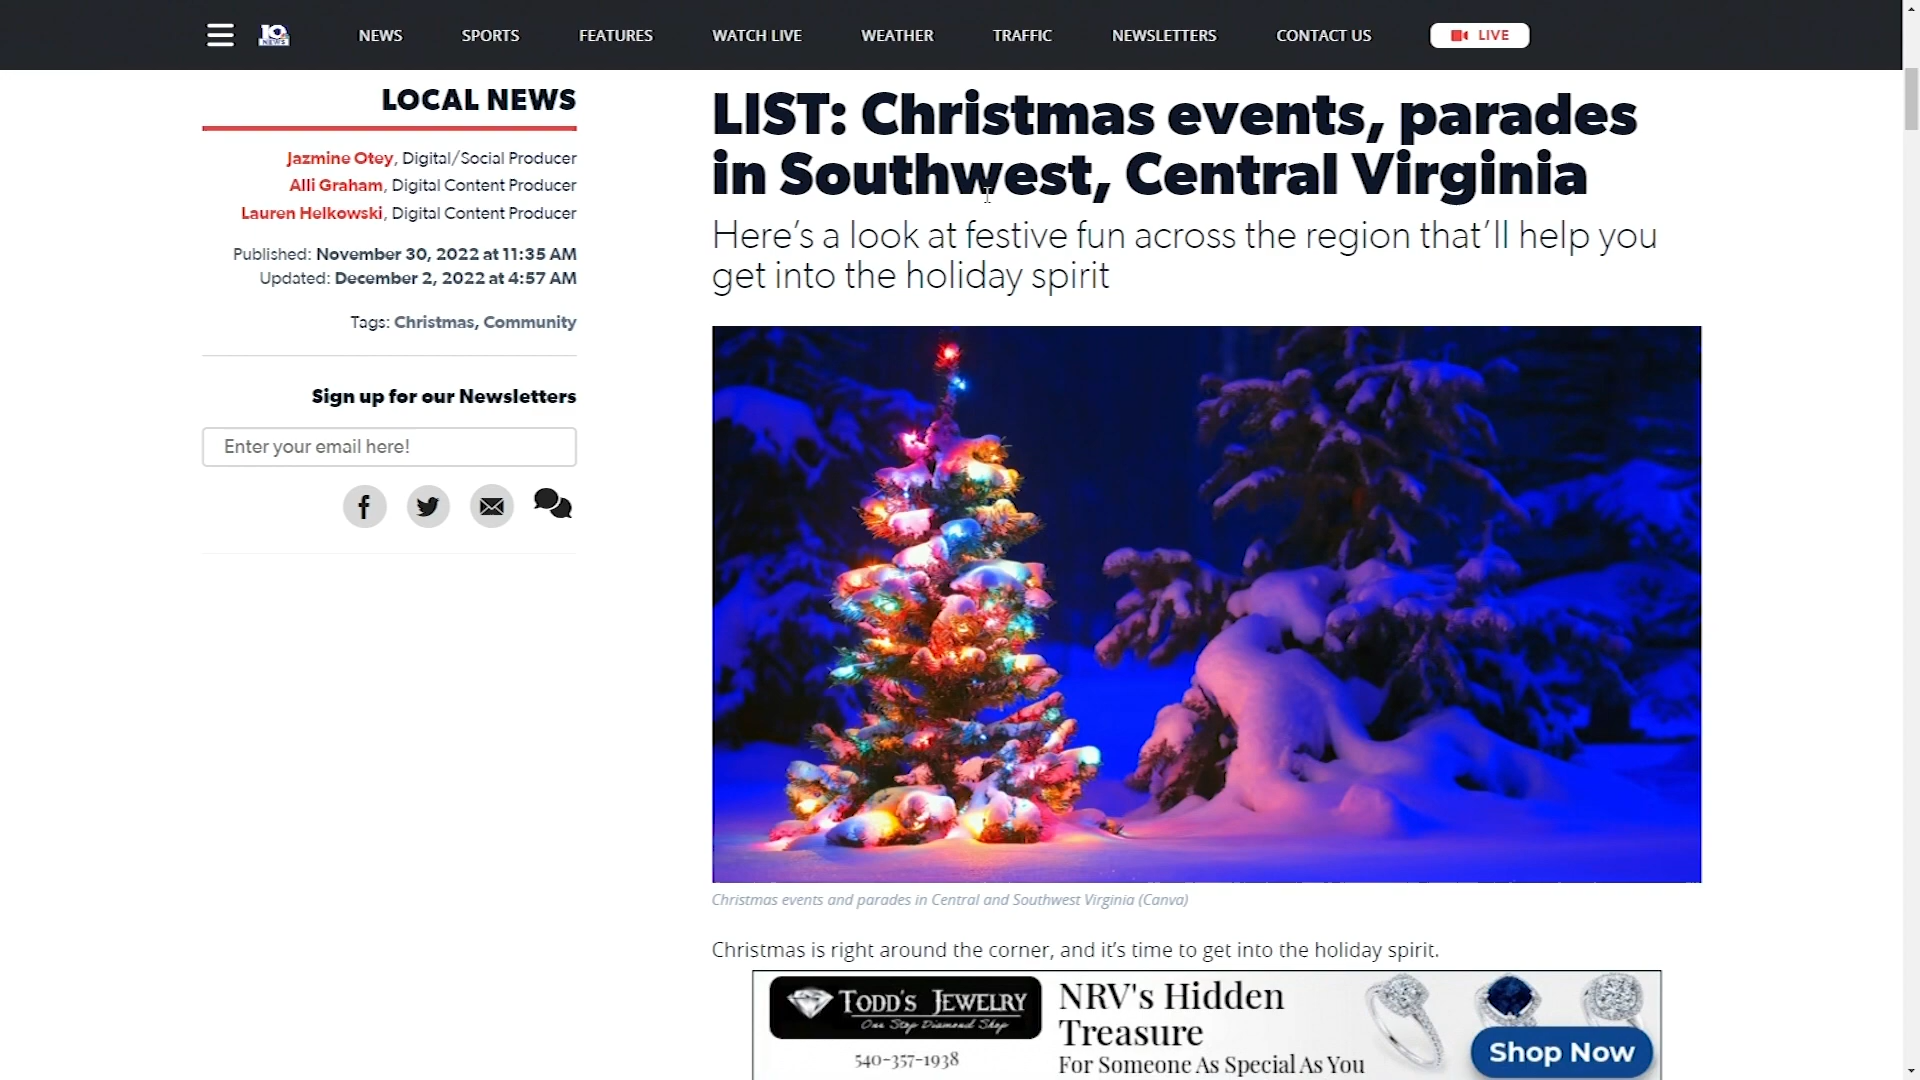 10
NEWS
NEWS
SPORTS
FEATURES
WATCH LIVE
WEATHER
TRAFFIC
NEWSLETTERS
CONTACT US
LIVE
LOCAL NEWS
Jazmine Otey, Digital/Social Producer
Alli Graham, Digital Content Producer
Lauren Helkowski, Digital Content Producer
Published: November 30, 2022 at 11:35 AM
Updated: December 2, 2022 at 4:57 AM
Tags: Christmas, Community
Sign up for our Newsletters
Enter your email here!
LIST: Christmas events, parades
in Southwest, Central Virginia
Here's a look at festive fun across the region that'll help you
get into the holiday spirit
Christmas events and parades in Central and Southwest Virginia (Canva)
Christmas is right around the corner, and it's time to get into the holiday spirit.
TODD'S JEWELRY
One Stop Diamond Shop
540-357-1938
NRV's Hidden
Treasure
For Someone As Special As You
Shop Now